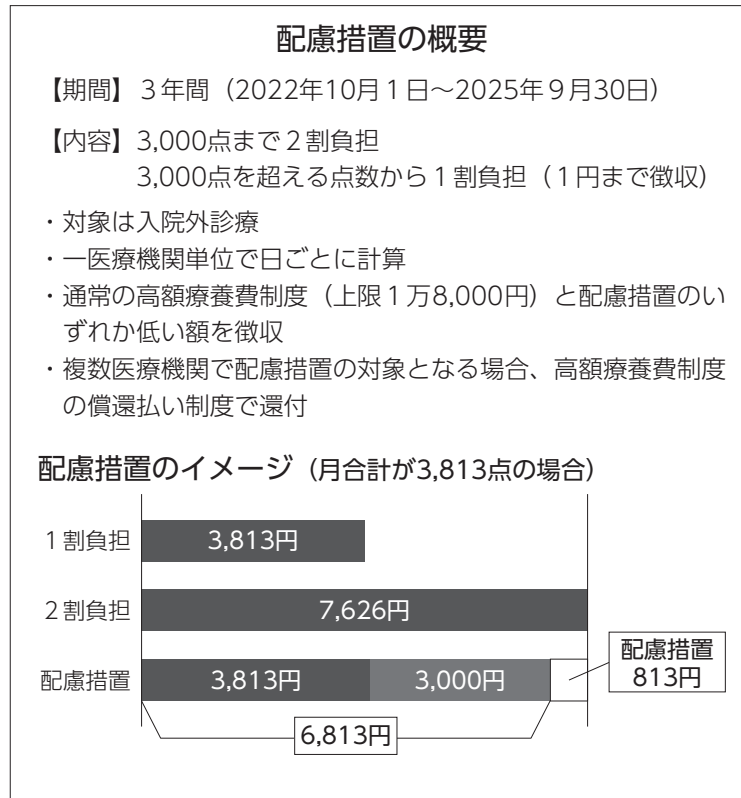 配慮措置の概要
【期間】３年間（2022年10月１日～2025年９月30日）
【内容】3,000点まで２割負担
3,000点を超える点数から１割負担（１円まで徴収）
・対象は入院外診療
・一医療機関単位で日ごとに計算
・通常の高額療養費制度（上限１万8,000円）と配慮措置のい
ずれか低い額を徴収
・複数医療機関で配慮措置の対象となる場合、高額療養費制度
の償還払い制度で還付
配慮措置のイメージ（月合計が3,813点の場合）
１割負担
3,813円
２割負担
7,626円
配慮措置
3,813円
3,000円
配慮措置
813円
6,813円